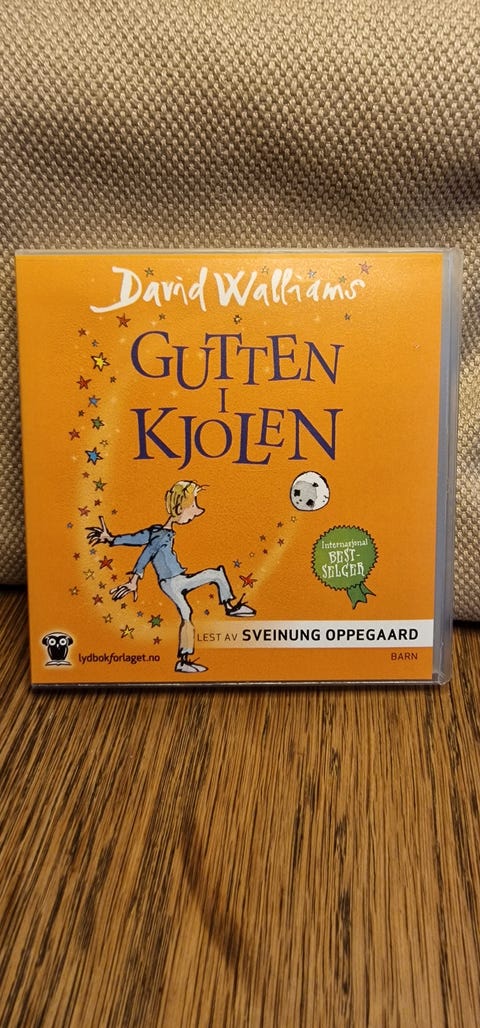 David Walliams
GUTTEN
I
KJOLEN
Internasjonal
BEST-
SELGER
LEST AV SVEINUNG OPPEGAARD
lydbokforlaget.no
BARN